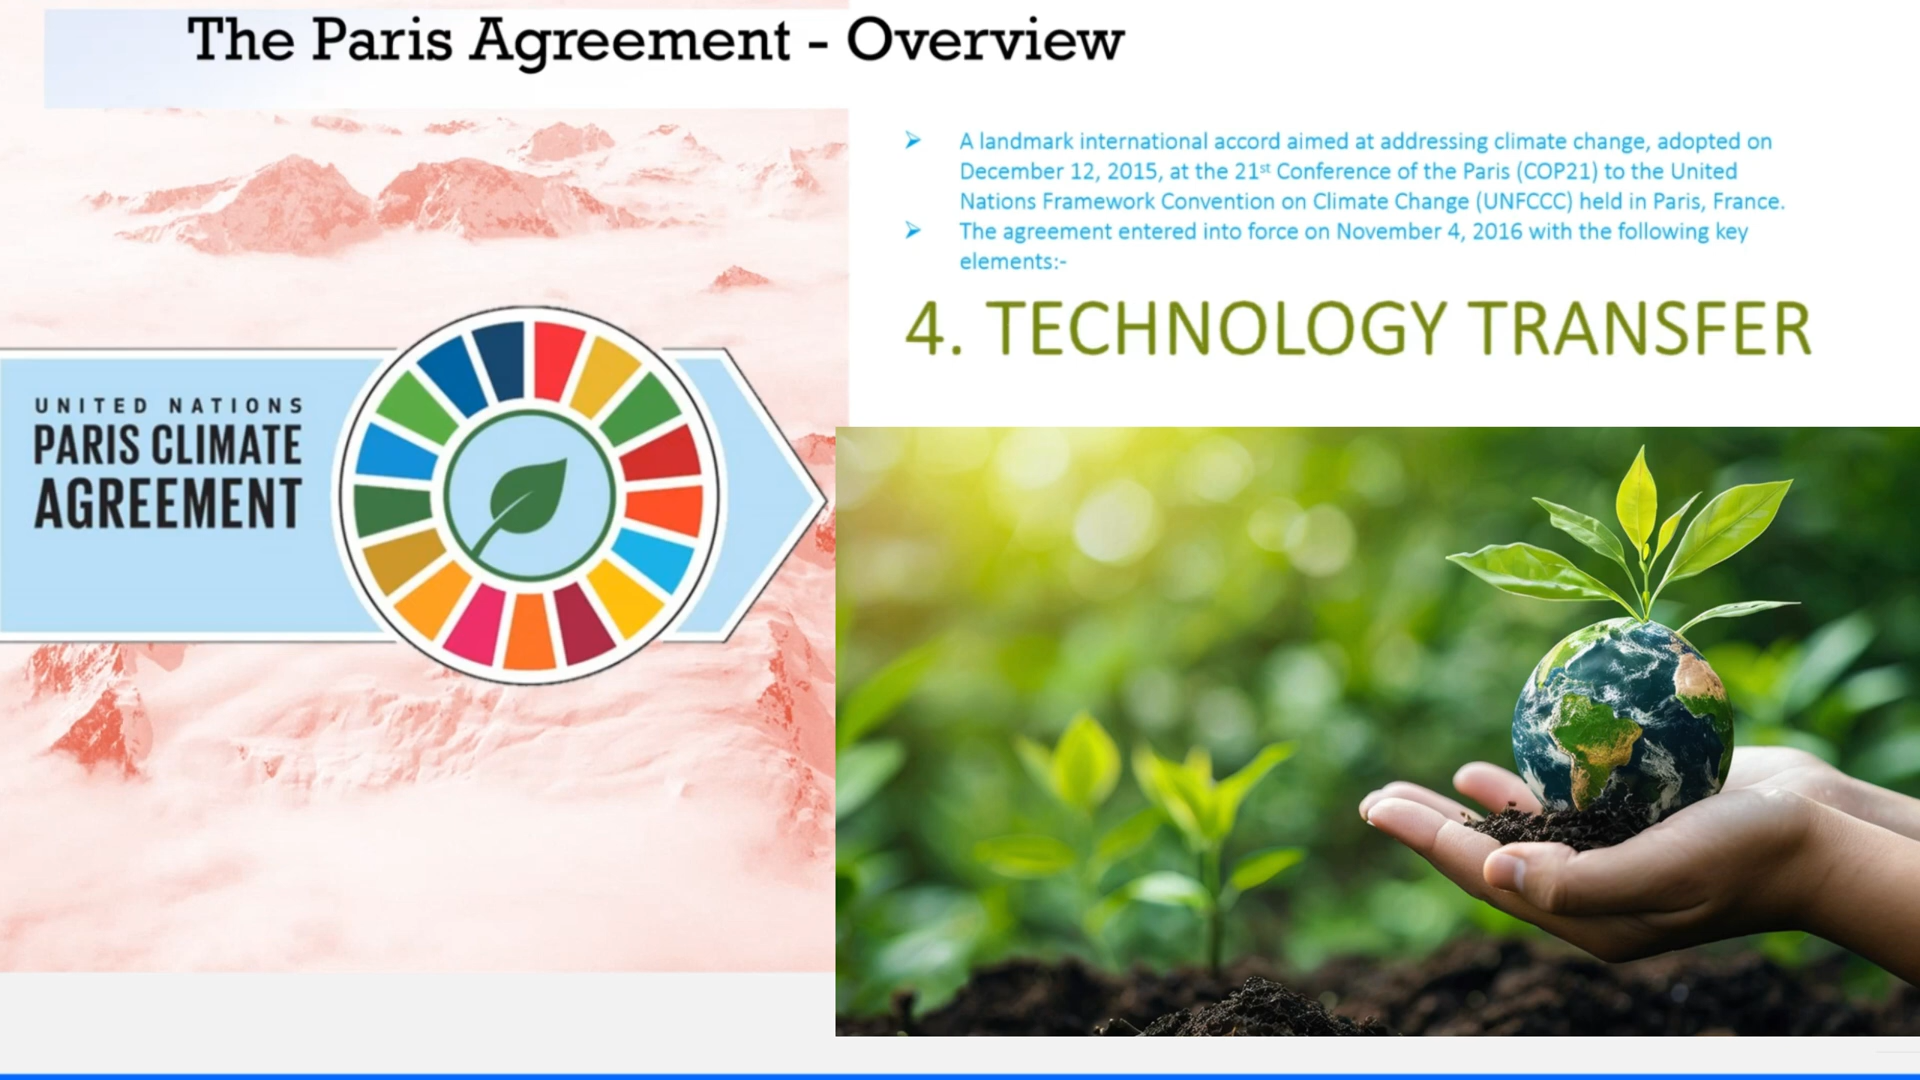 The Paris Agreement - Overview
➢ A landmark international accord aimed at addressing climate change, adopted on
December 12, 2015, at the 21st Conference of the Paris (COP21) to the United
Nations Framework Convention on Climate Change (UNFCCC) held in Paris, France.
➢ The agreement entered into force on November 4, 2016 with the following key
elements:-
4. TECHNOLOGY TRANSFER
UNITED NATIONS
PARIS CLIMATE
AGREEMENT